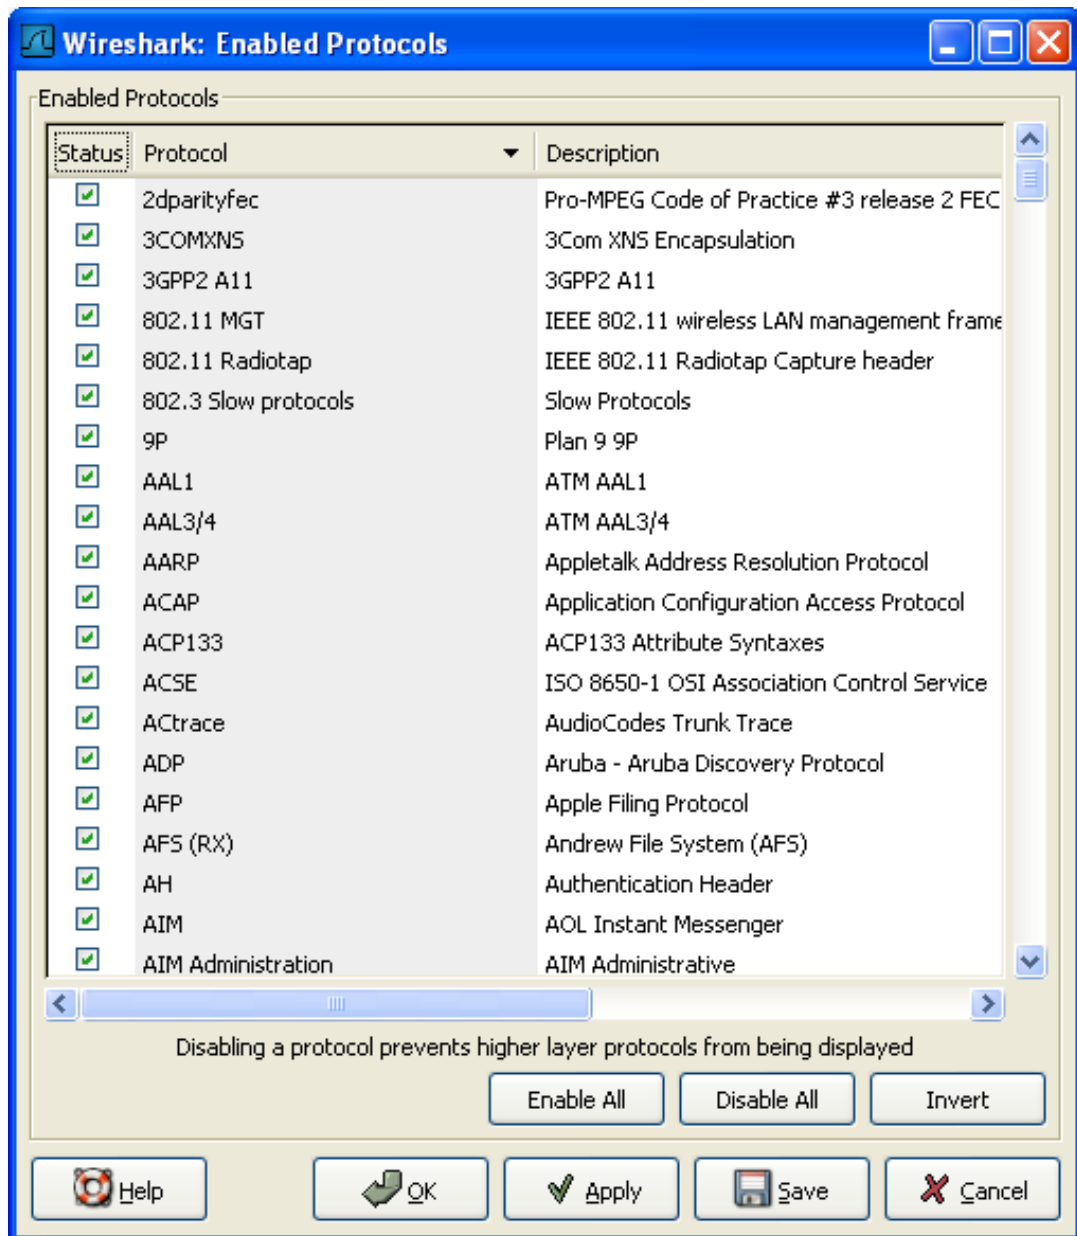 Wireshark: Enabled Protocols
Enabled Protocols
Status Protocol Description
2dparityfec Pro-MPEG Code of Practice #3 release 2 FEC
3COMXNS 3Com XNS Encapsulation
3GPP2 A11 3GPP2 A11
802.11 MGT IEEE 802.11 wireless LAN management frame
802.11 Radiotap IEEE 802.11 Radiotap Capture header
802.3 Slow protocols Slow Protocols
9P Plan 9 9P
AAL1 ATM AAL1
AAL3/4 ATM AAL3/4
AARP Appletalk Address Resolution Protocol
ACAP Application Configuration Access Protocol
ACP133 ACP133 Attribute Syntaxes
ACSE ISO 8650-1 OSI Association Control Service
ACtrace AudioCodes Trunk Trace
ADP Aruba - Aruba Discovery Protocol
AFP Apple Filing Protocol
AFS (RX) Andrew File System (AFS)
AH Authentication Header
AIM AOL Instant Messenger
AIM Administration AIM Administrative
Disabling a protocol prevents higher layer protocols from being displayed
Enable All Disable All Invert
Help OK Apply Save Cancel